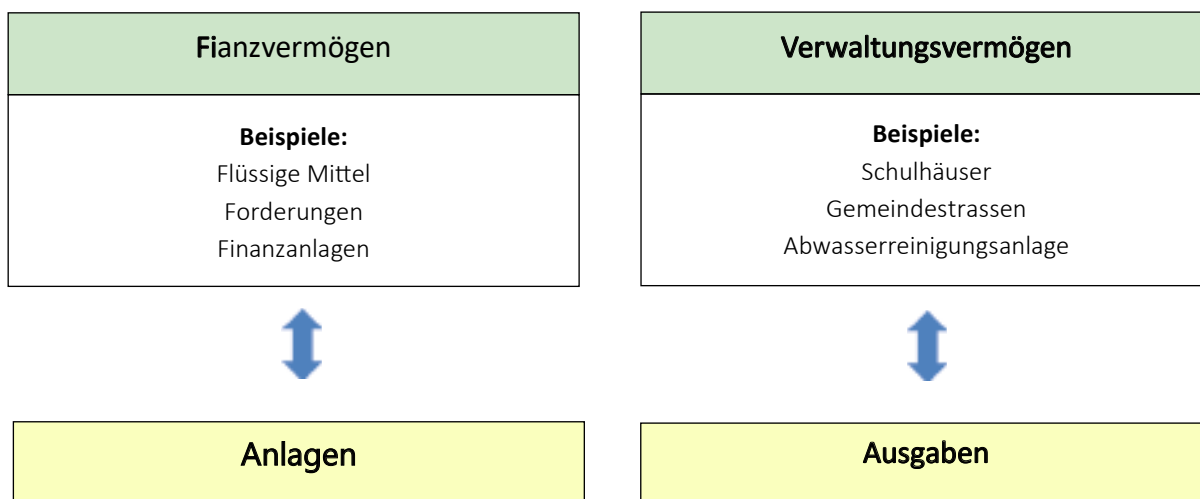 Fianzvermögen
Beispiele:
Flüssige Mittel
Forderungen
Finanzanlagen
Anlagen
Verwaltungsvermögen
Beispiele:
Schulhäuser
Gemeindestrassen
Abwasserreinigungsanlage
Ausgaben